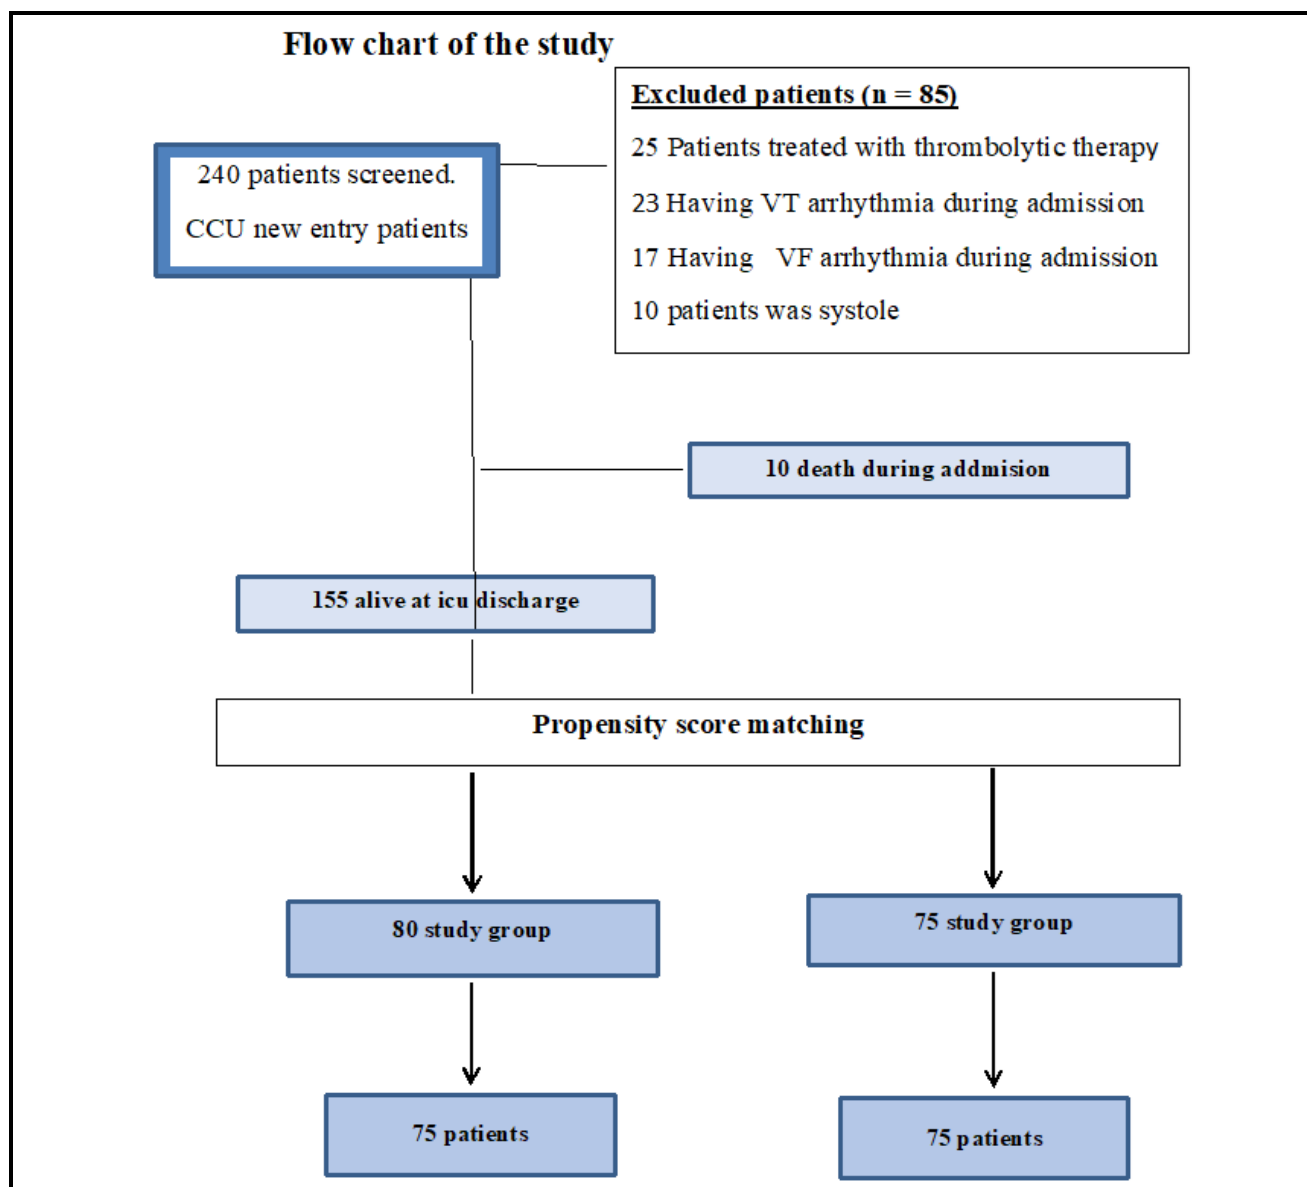 Flow chart of the study
Excluded patients (n = 85)
25 Patients treated with thrombolytic therapy
23 Having VT arrhythmia during admission
17 Having VF arrhythmia during admission
10 patients was systole
240 patients screened.
CCU new entry patients
10 death during addmision
155 alive at icu discharge
Propensity score matching
80 study group
75 study group
75 patients
75 patients